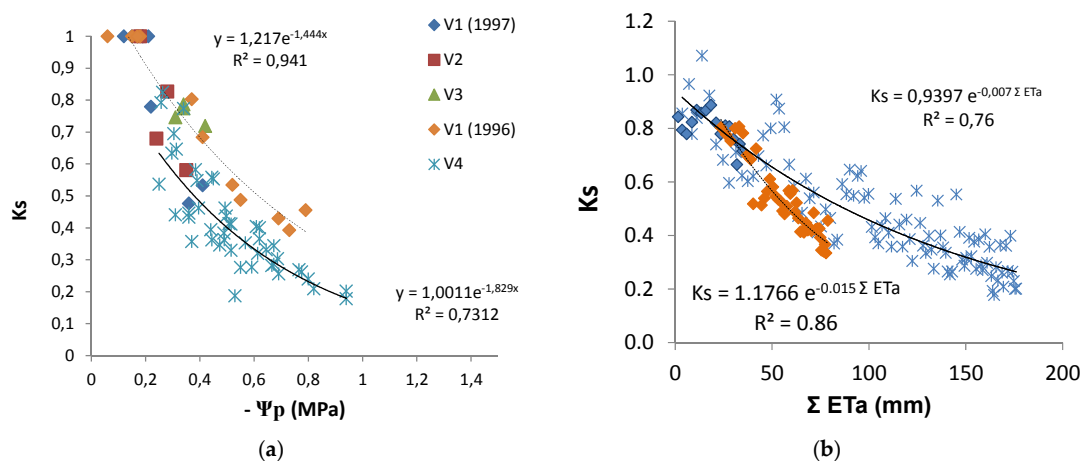 y = 1,217e-1,444x
R² = 0,941
V1 (1997)
V2
V3
V1 (1996)
V4
1
0,9
0,8
0,7
0,6
0,5
0,4
0,3
0,2
0,1
0
Ks
y = 1,0011e-1,829x
R² = 0,7312
0 0,2 0,4 0,6 0,8 1 1,2 1,4
- Ψp (MPa)
(a)
1.2
1.0
0.8
0.6
0.4
0.2
0.0
Ks
Ks = 0,9397 e-0,007 Σ ETa
R² = 0,76
Ks = 1.1766 e-0.015 Σ ETa
R² = 0.86
0 50 100 150 200
Σ ETa (mm)
(b)